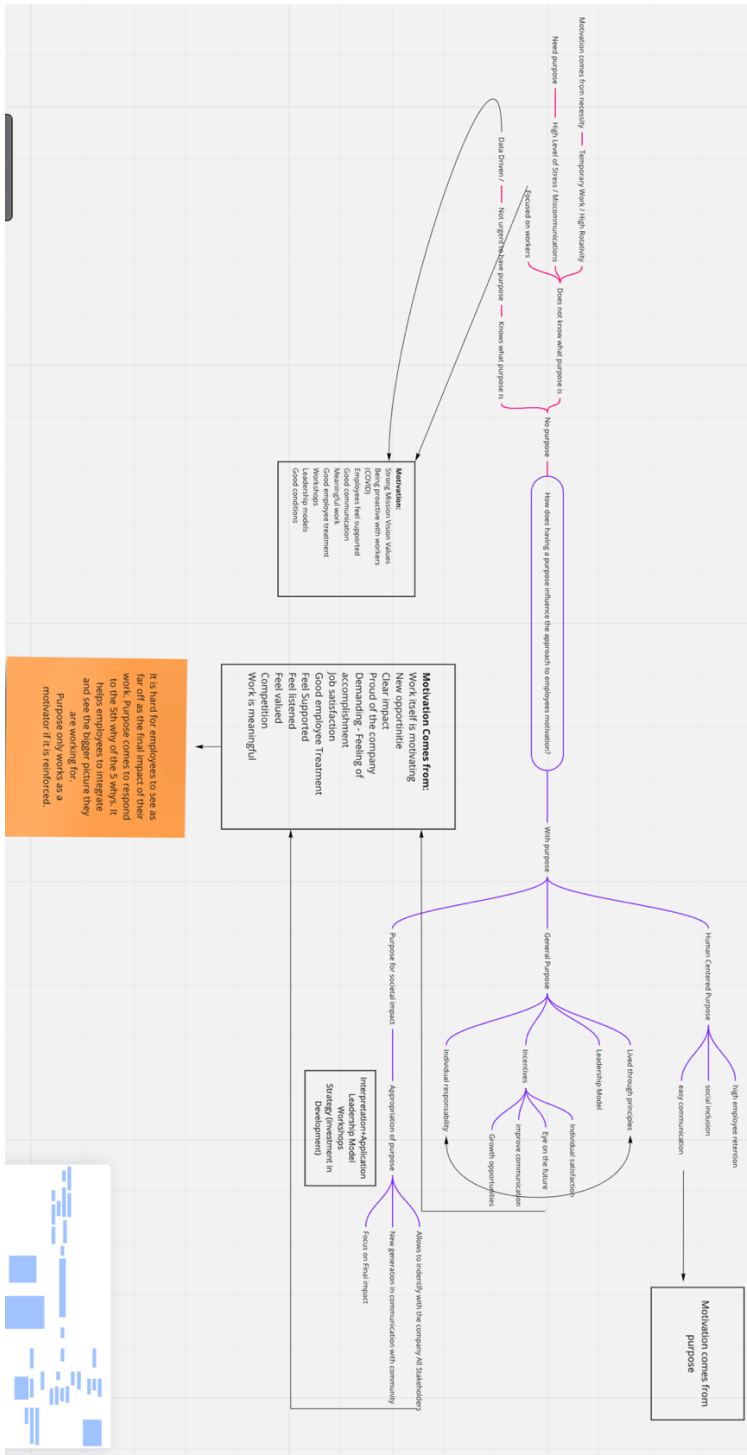 Motivation comes from necessity
Temporary Work / High Rotativity
Need purpose
High Level of Stress / Miscommunications
Focused on workers
Does not know what purpose is
Data Driven /
Not urgent to have purpose
Knows what purpose is
No purpose
How does having a purpose influence the approach to employees motivation?
Motivation:
Strong Mission Vision Values
Being proactive with workers
(COVID)
Employees feel supported
Good communication
Meaningful work
Good employee treatment
Workshops
Leadership models
Good conditions
With purpose
Human Centered Purpose
high employee retention
social inclusion
easy communication
Motivation comes from
purpose
General Purpose
Lived through principles
Leadership Model
Incentives
Individual satisfaction
Eye on the future
improve communication
Growth opportunities
Individual responsability
Purpose for societal impact
Appropriation of purpose
Allows to indentify with the company All Stakeholders
New generation in communication with community
Focus on Final impact
Interpretation+Application
Leadership Model
Workshops
Strategy (investment in
Development)
Motivation Comes from:
Work itself is motivating
New opportinitie
Clear impact
Proud of the company
Demanding - Feeling of
accomplishment
Job satisfaction
Good employee Treatment
Feel Supported
Feel listened
Feel valued
Competition
Work is meaningful
It is hard for employees to see as
far off as the final impact of their
work. Purpose comes to respond
to the 5th why of the 5 whys. It
helps employees to integrate
and see the bigger picture they
are working for.
Purpose only works as a
motivator if it is reinforced.